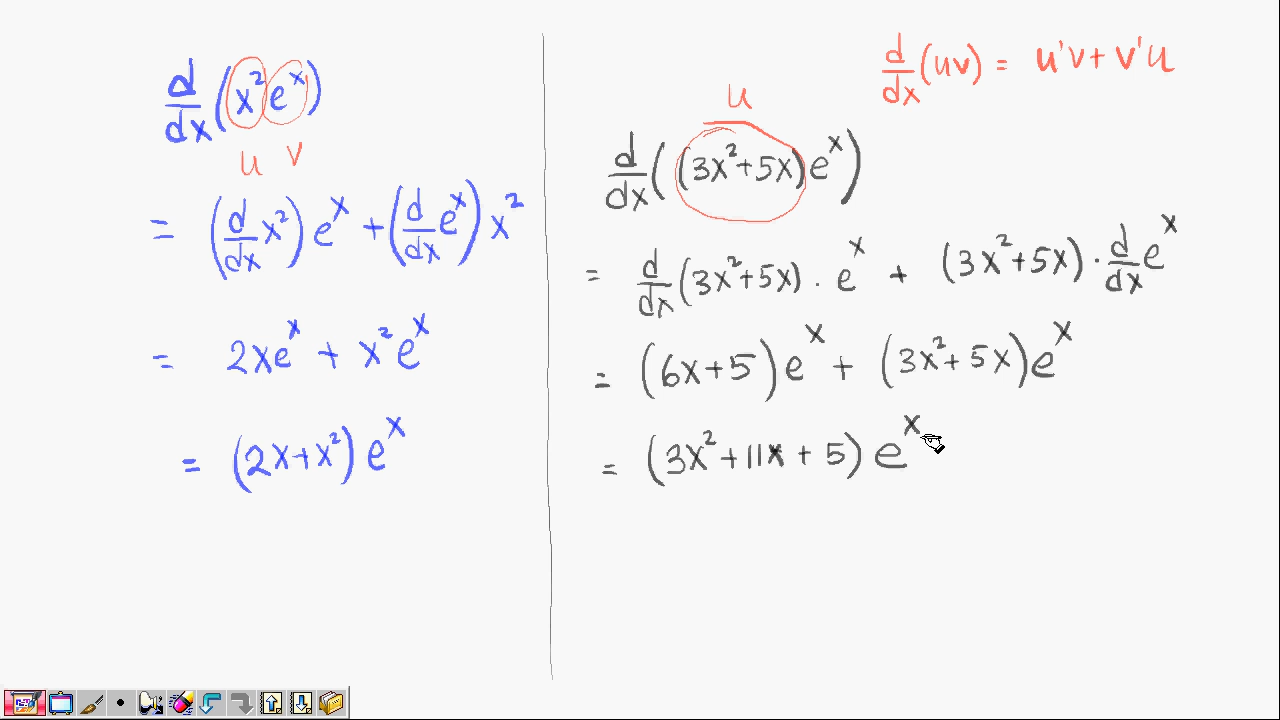 d/dx (x²eˣ)
u v
= (d/dx x²) eˣ + (d/dx eˣ) x²
= 2xeˣ + x²eˣ
= (2x+x²) eˣ
d/dx (uv) = u'v + v'u
u
d/dx ((3x²+5x)eˣ)
= d/dx (3x²+5x) · eˣ + (3x²+5x) · d/dx eˣ
= (6x+5)eˣ + (3x²+5x)eˣ
= (3x²+11x+5) eˣ